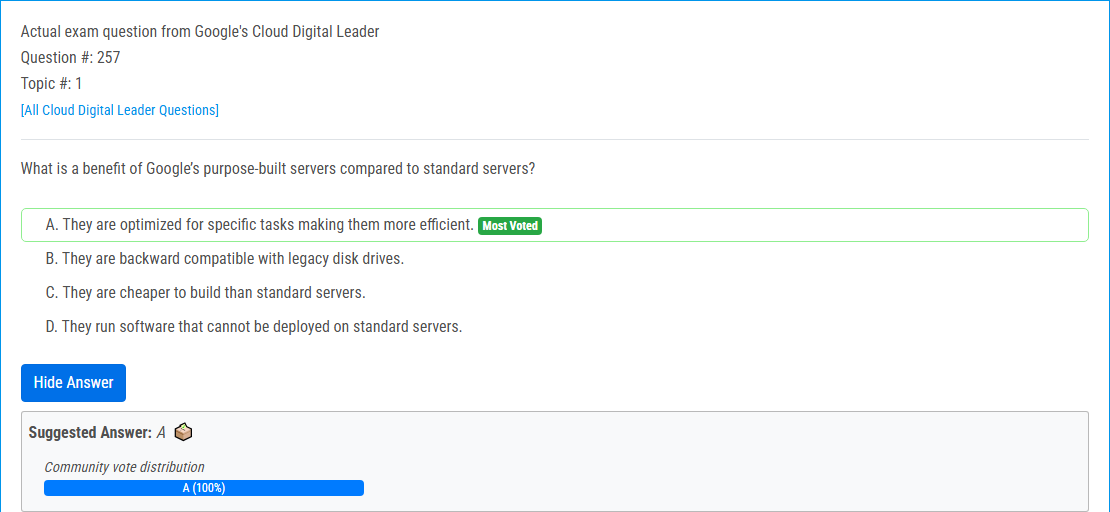 Actual exam question from Google's Cloud Digital Leader
Question #: 257
Topic #: 1
[All Cloud Digital Leader Questions]
What is a benefit of Google’s purpose-built servers compared to standard servers?
A. They are optimized for specific tasks making them more efficient. Most Voted
B. They are backward compatible with legacy disk drives.
C. They are cheaper to build than standard servers.
D. They run software that cannot be deployed on standard servers.
Hide Answer
Suggested Answer: A
Community vote distribution
A (100%)